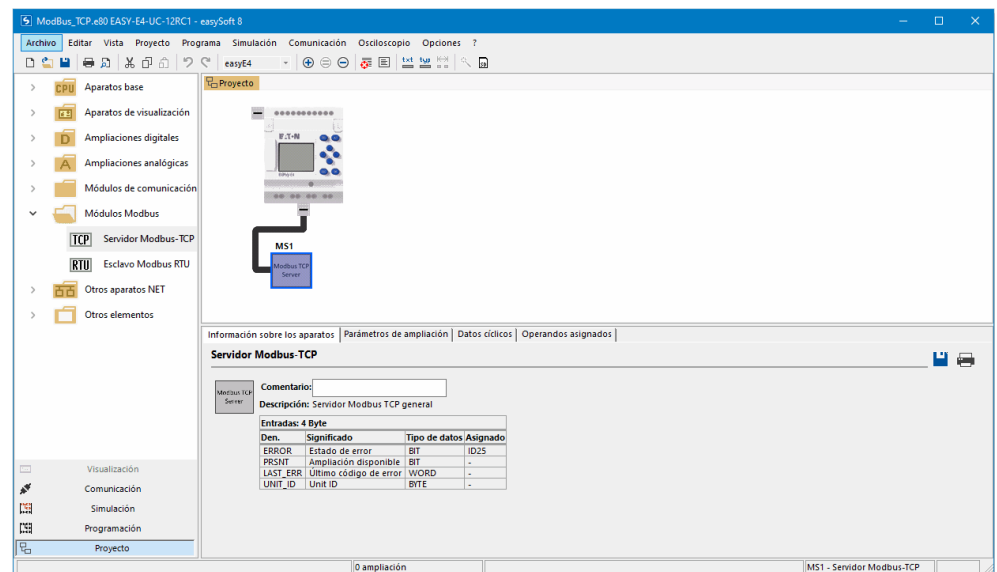 ModBus_TCP.e80 EASY-E4-UC-12RC1 - easySoft 8
Archivo Editar Vista Proyecto Programa Simulación Comunicación Osciloscopio Opciones ?
easyE4
Aparatos base
Aparatos de visualización
Ampliaciones digitales
Ampliaciones analógicas
Módulos de comunicación
Módulos Modbus
TCP Servidor Modbus-TCP
RTU Esclavo Modbus RTU
Otros aparatos NET
Otros elementos
Visualización
Comunicación
Simulación
Programación
Proyecto
Proyecto
MS1
Modbus TCP
Server
Información sobre los aparatos Parámetros de ampliación Datos cíclicos Operandos asignados
Servidor Modbus-TCP
Modbus TCP
Server
Comentario:
Descripción: Servidor Modbus TCP general
Entradas: 4 Byte
Den. Significado Tipo de datos Asignado
ERROR Estado de error BIT ID25
PRSNT Ampliación disponible BIT -
LAST_ERR Último código de error WORD -
UNIT_ID Unit ID BYTE -
0 ampliación
MS1 - Servidor Modbus-TCP